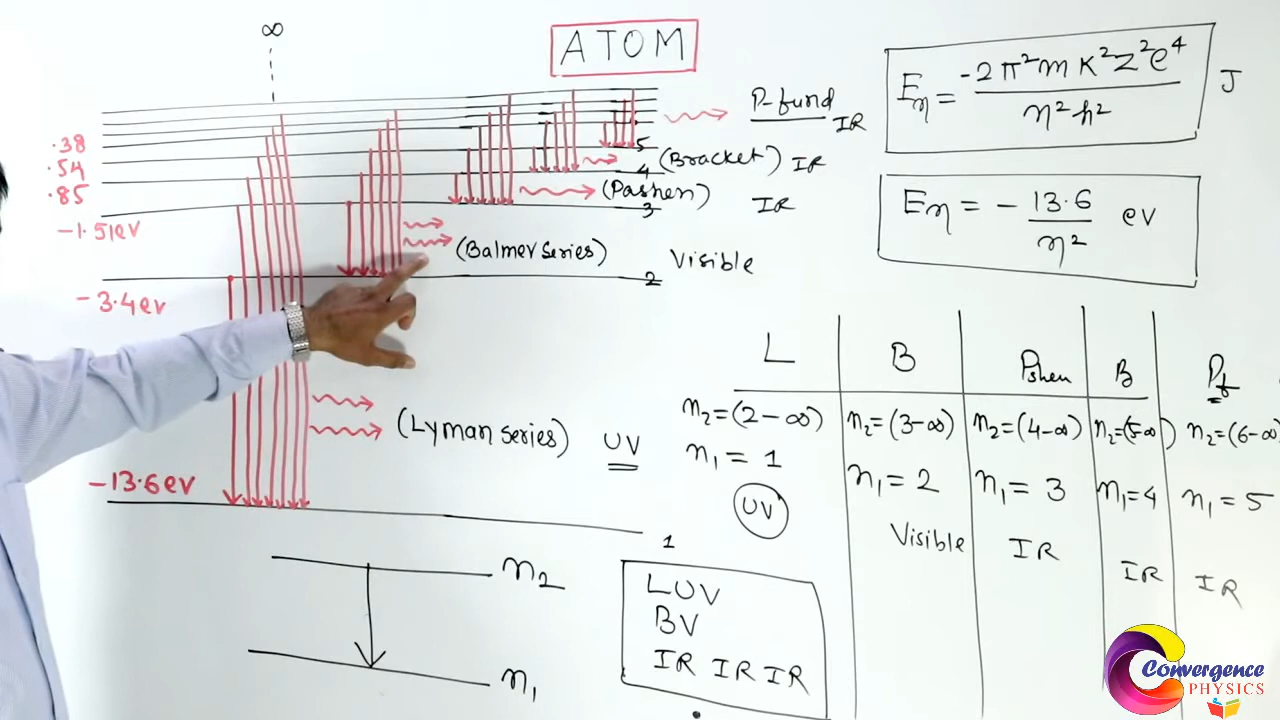 ∞
ATOM
Eη = -2π²mK²Z²e⁴ / η²h² J
P-fund IR
.38
.54
.85
-1.51ev
-3.4ev
-13.6ev
5
4
(Bracket) IR
3
(Pashen) IR
2
(Balmer series) Visible
(Lyman series) UV
1
Eη = - 13.6 / η² eV
L B Pshen B Pf
n₂=(2-∞) n₂=(3-∞) n₂=(4-∞) n₂=(5-∞) n₂=(6-∞)
n₁=1 n₁=2 n₁=3 n₁=4 n₁=5
UV Visible IR IR IR
n₂
n₁
LUV
BV
IR IR IR
Convergence
PHYSICS